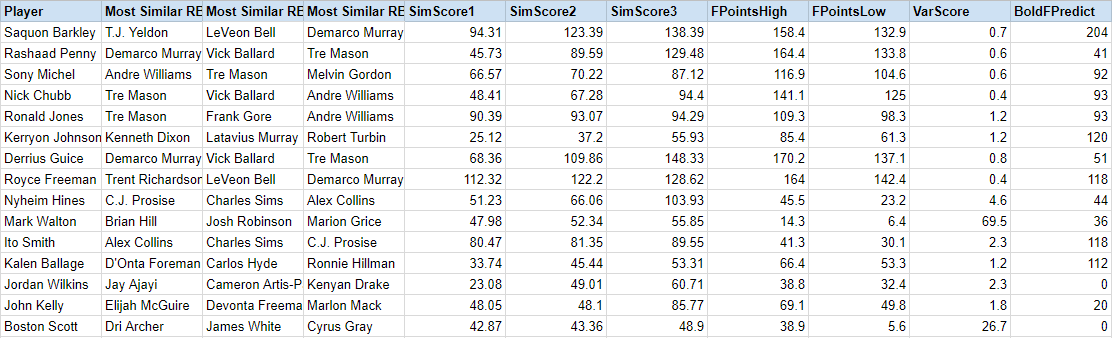 Player Most Similar RE Most Similar RE Most Similar RE SimScore1 SimScore2 SimScore3 FPointsHigh FPointsLow VarScore BoldFPredict
Saquon Barkley T.J. Yeldon LeVeon Bell Demarco Murray 94.31 123.39 138.39 158.4 132.9 0.7 204
Rashaad Penny Demarco Murray Vick Ballard Tre Mason 45.73 89.59 129.48 164.4 133.8 0.6 41
Sony Michel Andre Williams Tre Mason Melvin Gordon 66.57 70.22 87.12 116.9 104.6 0.6 92
Nick Chubb Tre Mason Vick Ballard Andre Williams 48.41 67.28 94.4 141.1 125 0.4 93
Ronald Jones Tre Mason Frank Gore Andre Williams 90.39 93.07 94.29 109.3 98.3 1.2 93
Kerryon Johnson Kenneth Dixon Latavius Murray Robert Turbin 25.12 37.2 55.93 85.4 61.3 1.2 120
Derrius Guice Demarco Murray Vick Ballard Tre Mason 68.36 109.86 148.33 170.2 137.1 0.8 51
Royce Freeman Trent Richardson LeVeon Bell Demarco Murray 112.32 122.2 128.62 164 142.4 0.4 118
Nyheim Hines C.J. Prosise Charles Sims Alex Collins 51.23 66.06 103.93 45.5 23.2 4.6 44
Mark Walton Brian Hill Josh Robinson Marion Grice 47.98 52.34 55.85 14.3 6.4 69.5 36
Ito Smith Alex Collins Charles Sims C.J. Prosise 80.47 81.35 89.55 41.3 30.1 2.3 118
Kalen Ballage D'Onta Foreman Carlos Hyde Ronnie Hillman 33.74 45.44 53.31 66.4 53.3 1.2 112
Jordan Wilkins Jay Ajayi Cameron Artis-P Kenyan Drake 23.08 49.01 60.71 38.8 32.4 2.3 0
John Kelly Elijah McGuire Devonta Freema Marlon Mack 48.05 48.1 85.77 69.1 49.8 1.8 20
Boston Scott Dri Archer James White Cyrus Gray 42.87 43.36 48.9 38.9 5.6 26.7 0